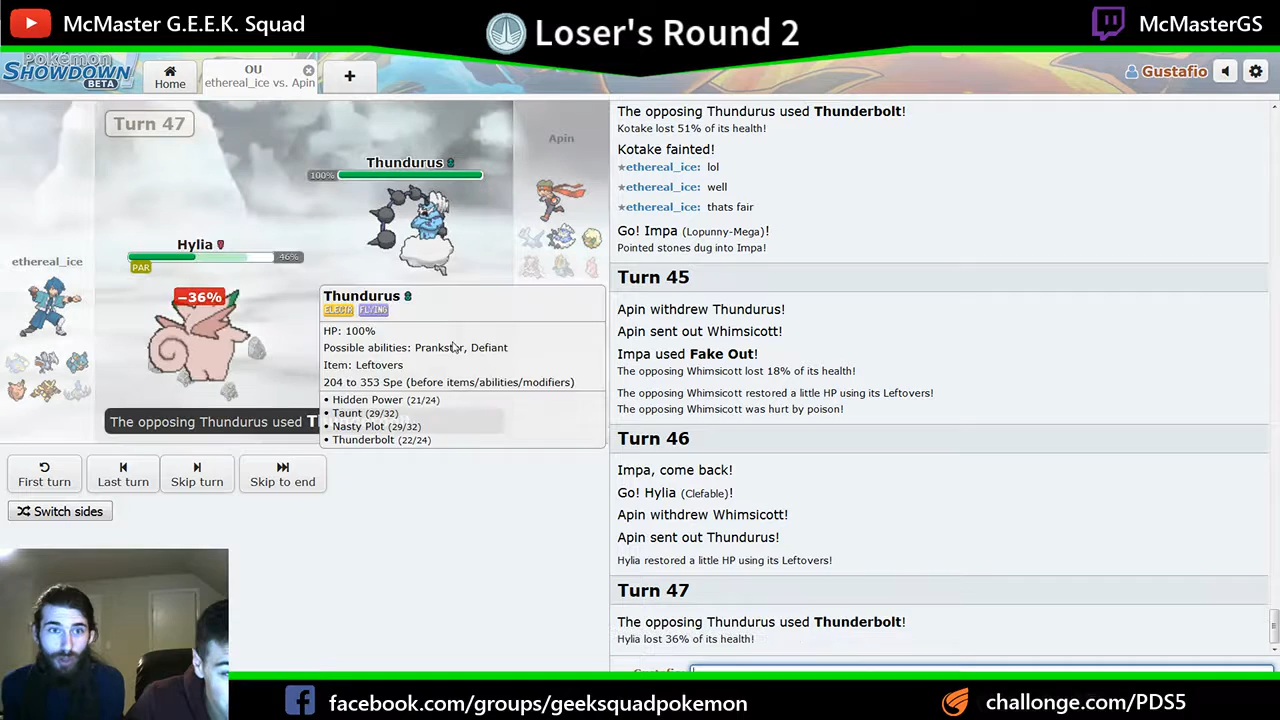 McMaster G.E.E.K. Squad
Loser's Round 2
McMasterGS
Pokémon
SHOWDOWN
BETA
Home
OU
ethereal_ice vs. Apin
Gustafio
Turn 47
Apin
Thundurus
100%
Hylia
46%
PAR
ethereal_ice
−36%
Thundurus
ELECTR FLYING
HP: 100%
Possible abilities: Prankster, Defiant
Item: Leftovers
204 to 353 Spe (before items/abilities/modifiers)
• Hidden Power (21/24)
• Taunt (29/32)
• Nasty Plot (29/32)
• Thunderbolt (22/24)
The opposing Thundurus used T
First turn
Last turn
Skip turn
Skip to end
Switch sides
The opposing Thundurus used Thunderbolt!
Kotake lost 51% of its health!
Kotake fainted!
★ethereal_ice: lol
★ethereal_ice: well
★ethereal_ice: thats fair
Go! Impa (Lopunny-Mega)!
Pointed stones dug into Impa!
Turn 45
Apin withdrew Thundurus!
Apin sent out Whimsicott!
Impa used Fake Out!
The opposing Whimsicott lost 18% of its health!
The opposing Whimsicott restored a little HP using its Leftovers!
The opposing Whimsicott was hurt by poison!
Turn 46
Impa, come back!
Go! Hylia (Clefable)!
Apin withdrew Whimsicott!
Apin sent out Thundurus!
Hylia restored a little HP using its Leftovers!
Turn 47
The opposing Thundurus used Thunderbolt!
Hylia lost 36% of its health!
facebook.com/groups/geeksquadpokemon
challonge.com/PDS5